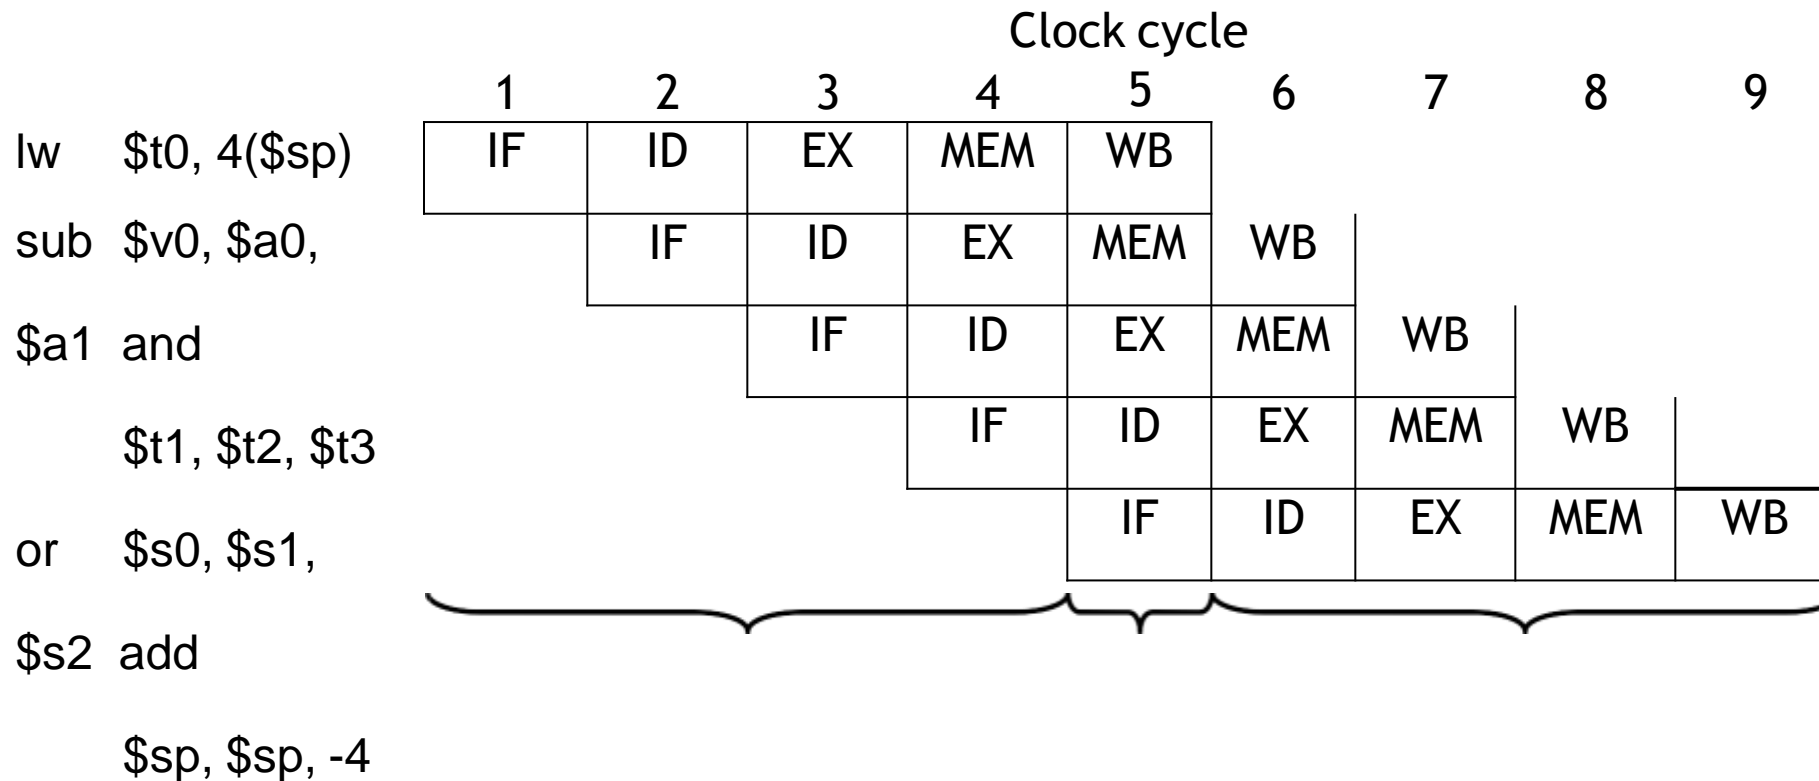 Clock cycle
1 2 3 4 5 6 7 8 9
lw $t0, 4($sp) IF ID EX MEM WB
sub $v0, $a0, IF ID EX MEM WB
$a1 and IF ID EX MEM WB
$t1, $t2, $t3 IF ID EX MEM WB
or $s0, $s1, IF ID EX MEM WB
$s2 add
$sp, $sp, -4